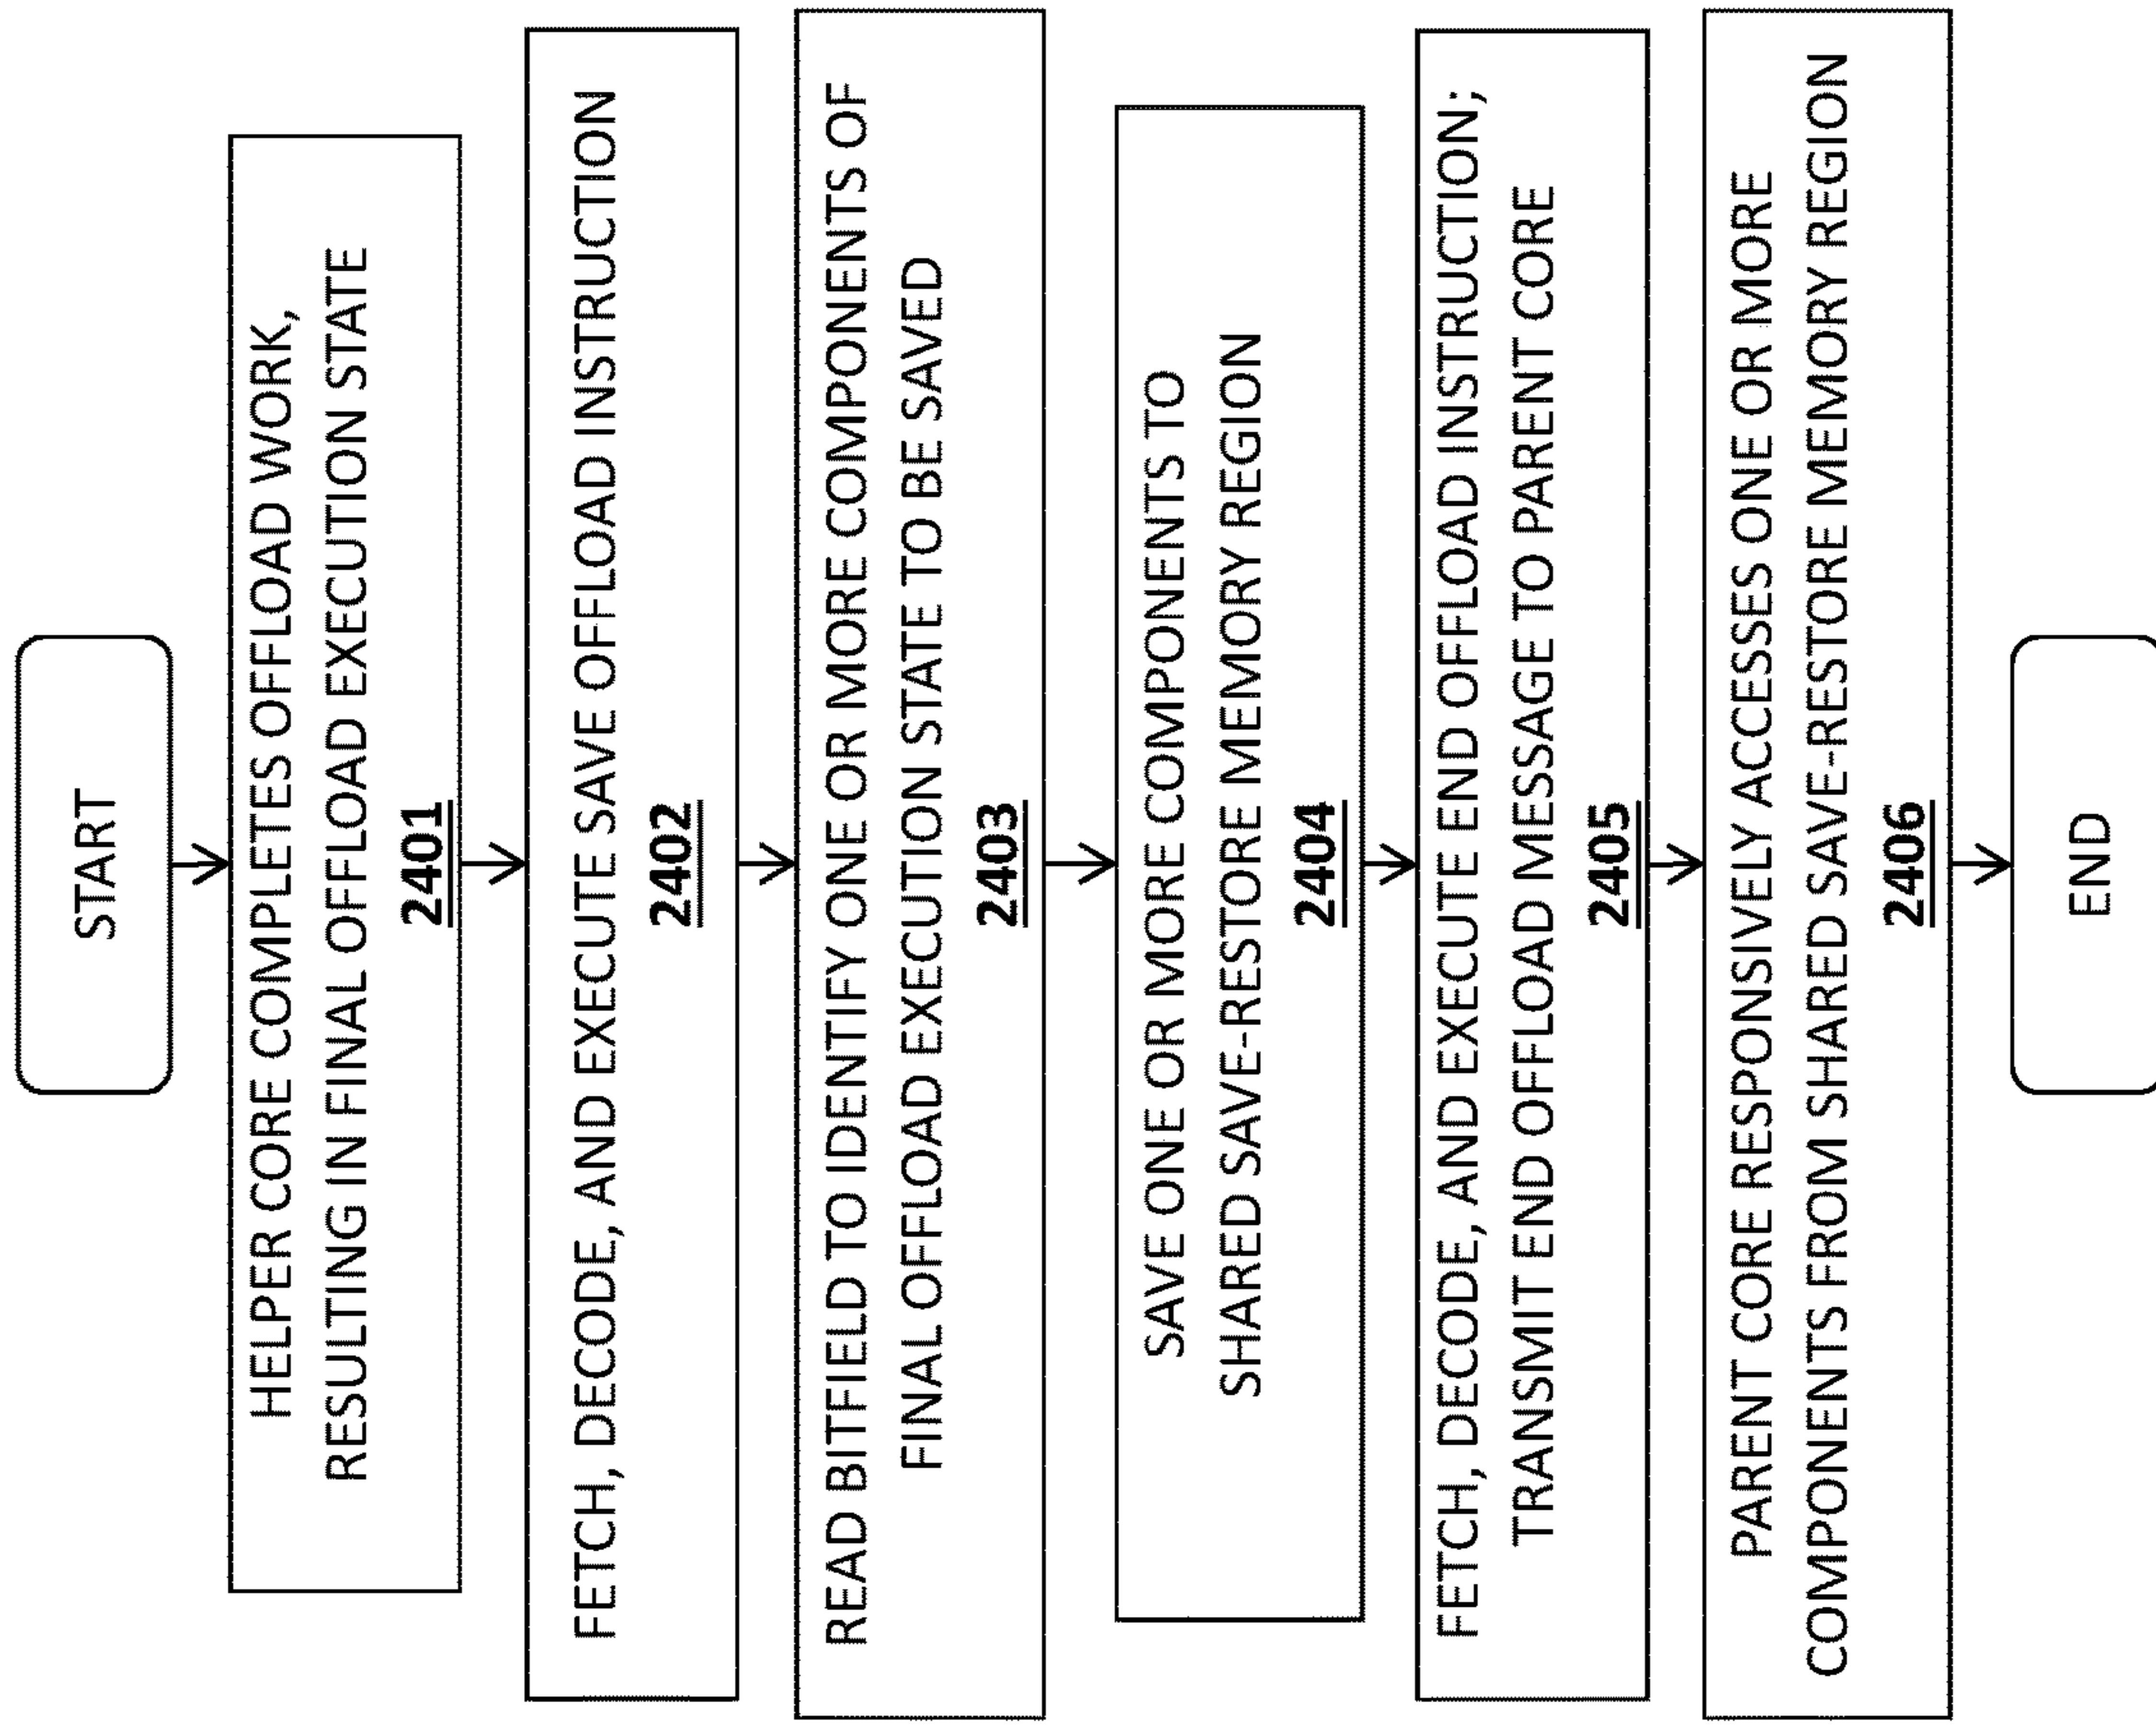 START
HELPER CORE COMPLETES OFFLOAD WORK,
RESULTING IN FINAL OFFLOAD EXECUTION STATE
2401
FETCH, DECODE, AND EXECUTE SAVE OFFLOAD INSTRUCTION
2402
READ BITFIELD TO IDENTIFY ONE OR MORE COMPONENTS OF
FINAL OFFLOAD EXECUTION STATE TO BE SAVED
2403
SAVE ONE OR MORE COMPONENTS TO
SHARED SAVE-RESTORE MEMORY REGION
2404
FETCH, DECODE, AND EXECUTE END OFFLOAD INSTRUCTION;
TRANSMIT END OFFLOAD MESSAGE TO PARENT CORE
2405
PARENT CORE RESPONSIVELY ACCESSES ONE OR MORE
COMPONENTS FROM SHARED SAVE-RESTORE MEMORY REGION
2406
END